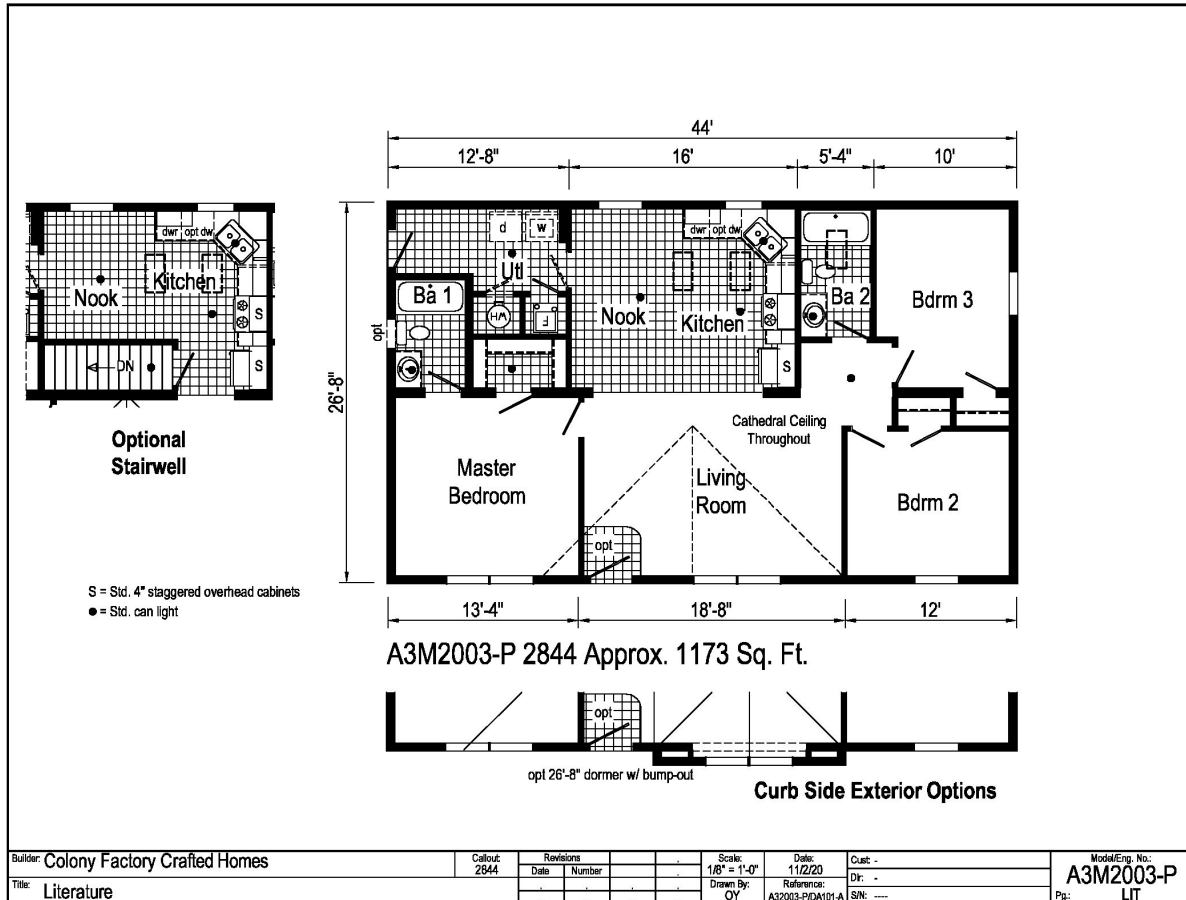 44'
12'-8" 16' 5'-4" 10'
26'-8"
dwr opt dw
Nook Kitchen
S
S
DN
Optional
Stairwell
d w
Utl
Ba 1
opt
WH
F
dwr opt dw
Nook Kitchen
S
Ba 2
Bdrm 3
Cathedral Ceiling
Throughout
Master
Bedroom
Living
Room
Bdrm 2
opt
S = Std. 4" staggered overhead cabinets
● = Std. can light
13'-4" 18'-8" 12'
A3M2003-P 2844 Approx. 1173 Sq. Ft.
opt
opt 26'-8" dormer w/ bump-out
Curb Side Exterior Options
Builder: Colony Factory Crafted Homes
Title: Literature
Callout:
2844
Revisions
Date Number
Scale:
1/8" = 1'-0"
Drawn By:
OY
Date:
11/2/20
Reference:
A32003-P/DA101-A
Cust: -
Dir: -
S/N: ----
Model/Eng. No.:
A3M2003-P
Pg.: LIT